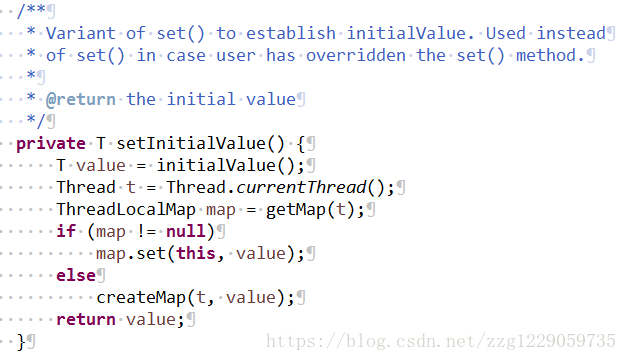 /**
 * Variant of set() to establish initialValue. Used instead
 * of set() in case user has overridden the set() method.
 *
 * @return the initial value
 */
private T setInitialValue() {
    T value = initialValue();
    Thread t = Thread.currentThread();
    ThreadLocalMap map = getMap(t);
    if (map != null)
        map.set(this, value);
    else
        createMap(t, value);
    return value;
}
https://blog.csdn.net/zzg1229059735